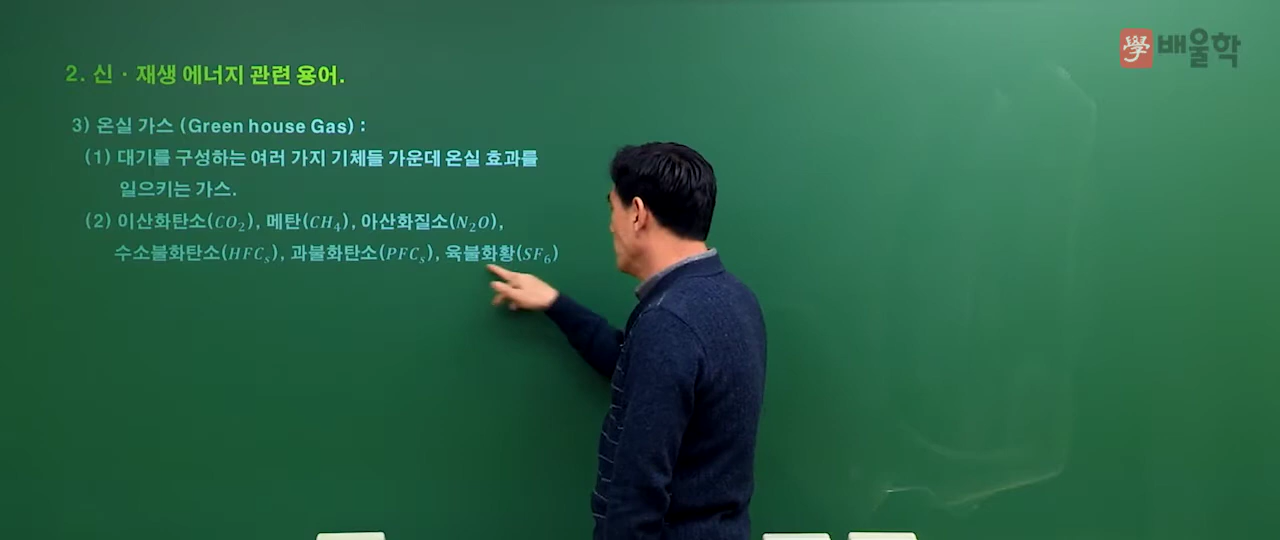 學 배울학
2. 신 · 재생 에너지 관련 용어.
3) 온실 가스 (Green house Gas) :
(1) 대기를 구성하는 여러 가지 기체들 가운데 온실 효과를
일으키는 가스.
(2) 이산화탄소(CO₂), 메탄(CH₄), 아산화질소(N₂O),
수소불화탄소(HFCₛ), 과불화탄소(PFCₛ), 육불화황(SF₆)